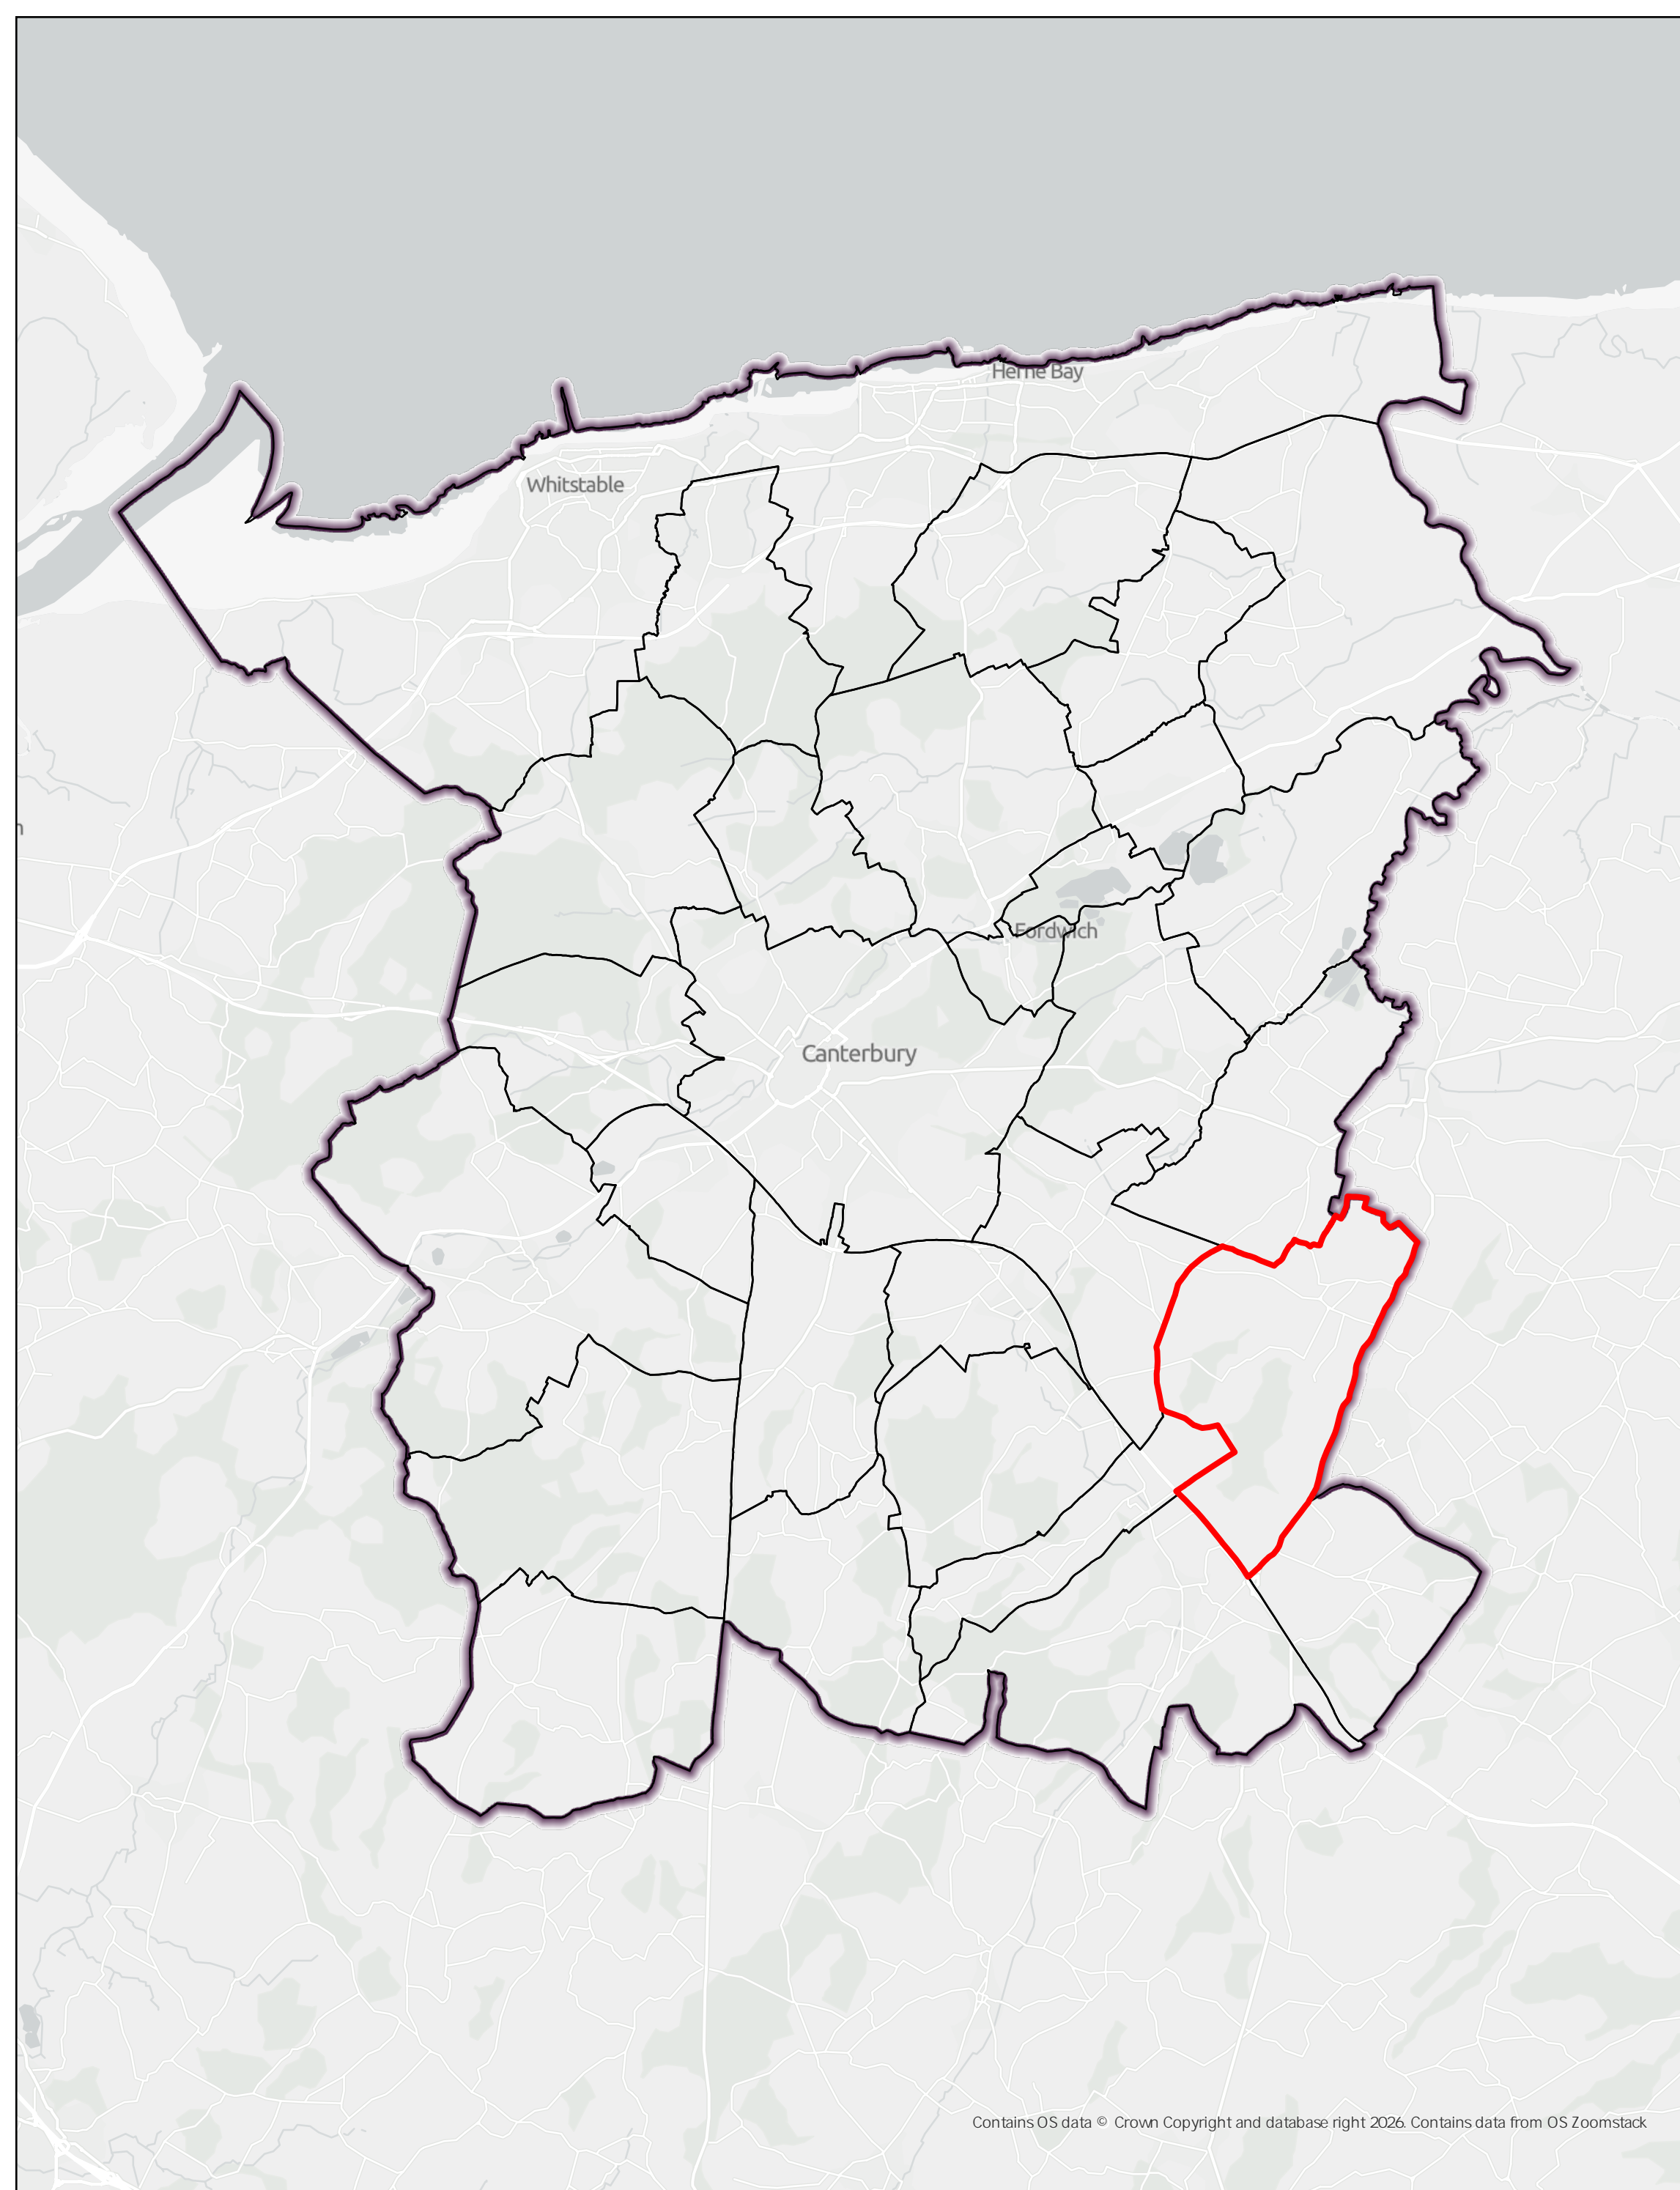 Herne Bay
Whitstable
Fordwich
Canterbury
Contains OS data © Crown Copyright and database right 2026. Contains data from OS Zoomstack